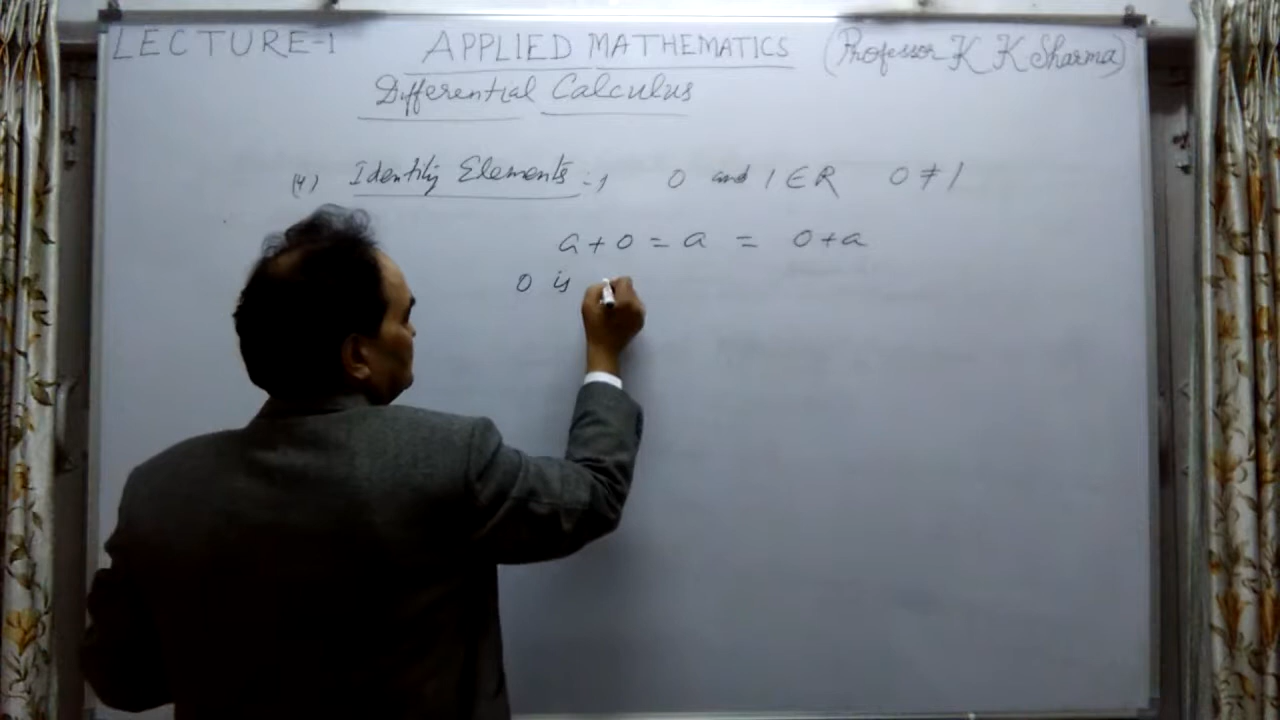 LECTURE-1 APPLIED MATHEMATICS (Professor K K Sharma)
Differential Calculus
(4) Identity Elements :- 0 and 1 ∈ R 0 ≠ 1
a + 0 = a = 0 + a
0 is